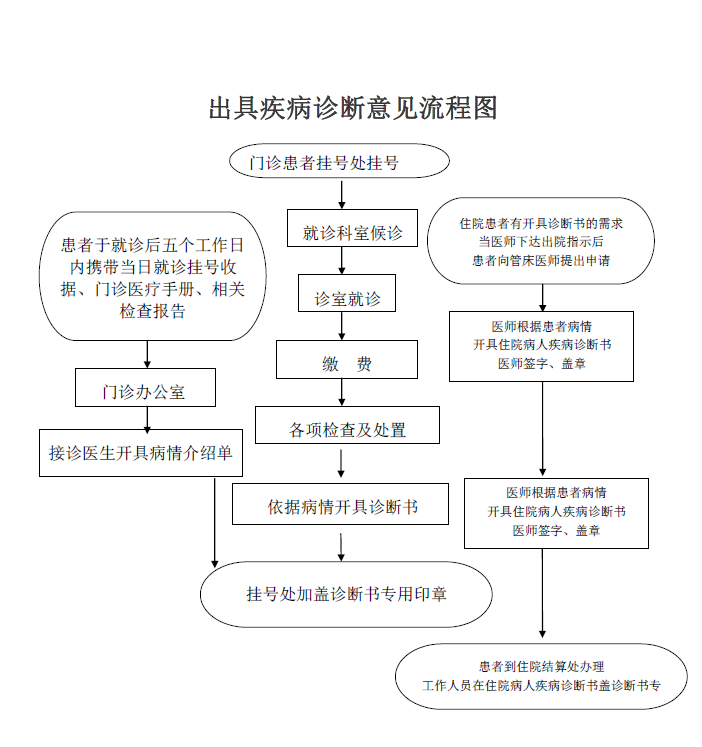 出具疾病诊断意见流程图
门诊患者挂号处挂号
就诊科室候诊
诊室就诊
缴 费
各项检查及处置
依据病情开具诊断书
患者于就诊后五个工作日
内携带当日就诊挂号收
据、门诊医疗手册、相关
检查报告
门诊办公室
接诊医生开具病情介绍单
挂号处加盖诊断书专用印章
住院患者有开具诊断书的需求
当医师下达出院指示后
患者向管床医师提出申请
医师根据患者病情
开具住院病人疾病诊断书
医师签字、盖章
医师根据患者病情
开具住院病人疾病诊断书
医师签字、盖章
患者到住院结算处办理
工作人员在住院病人疾病诊断书盖诊断书专